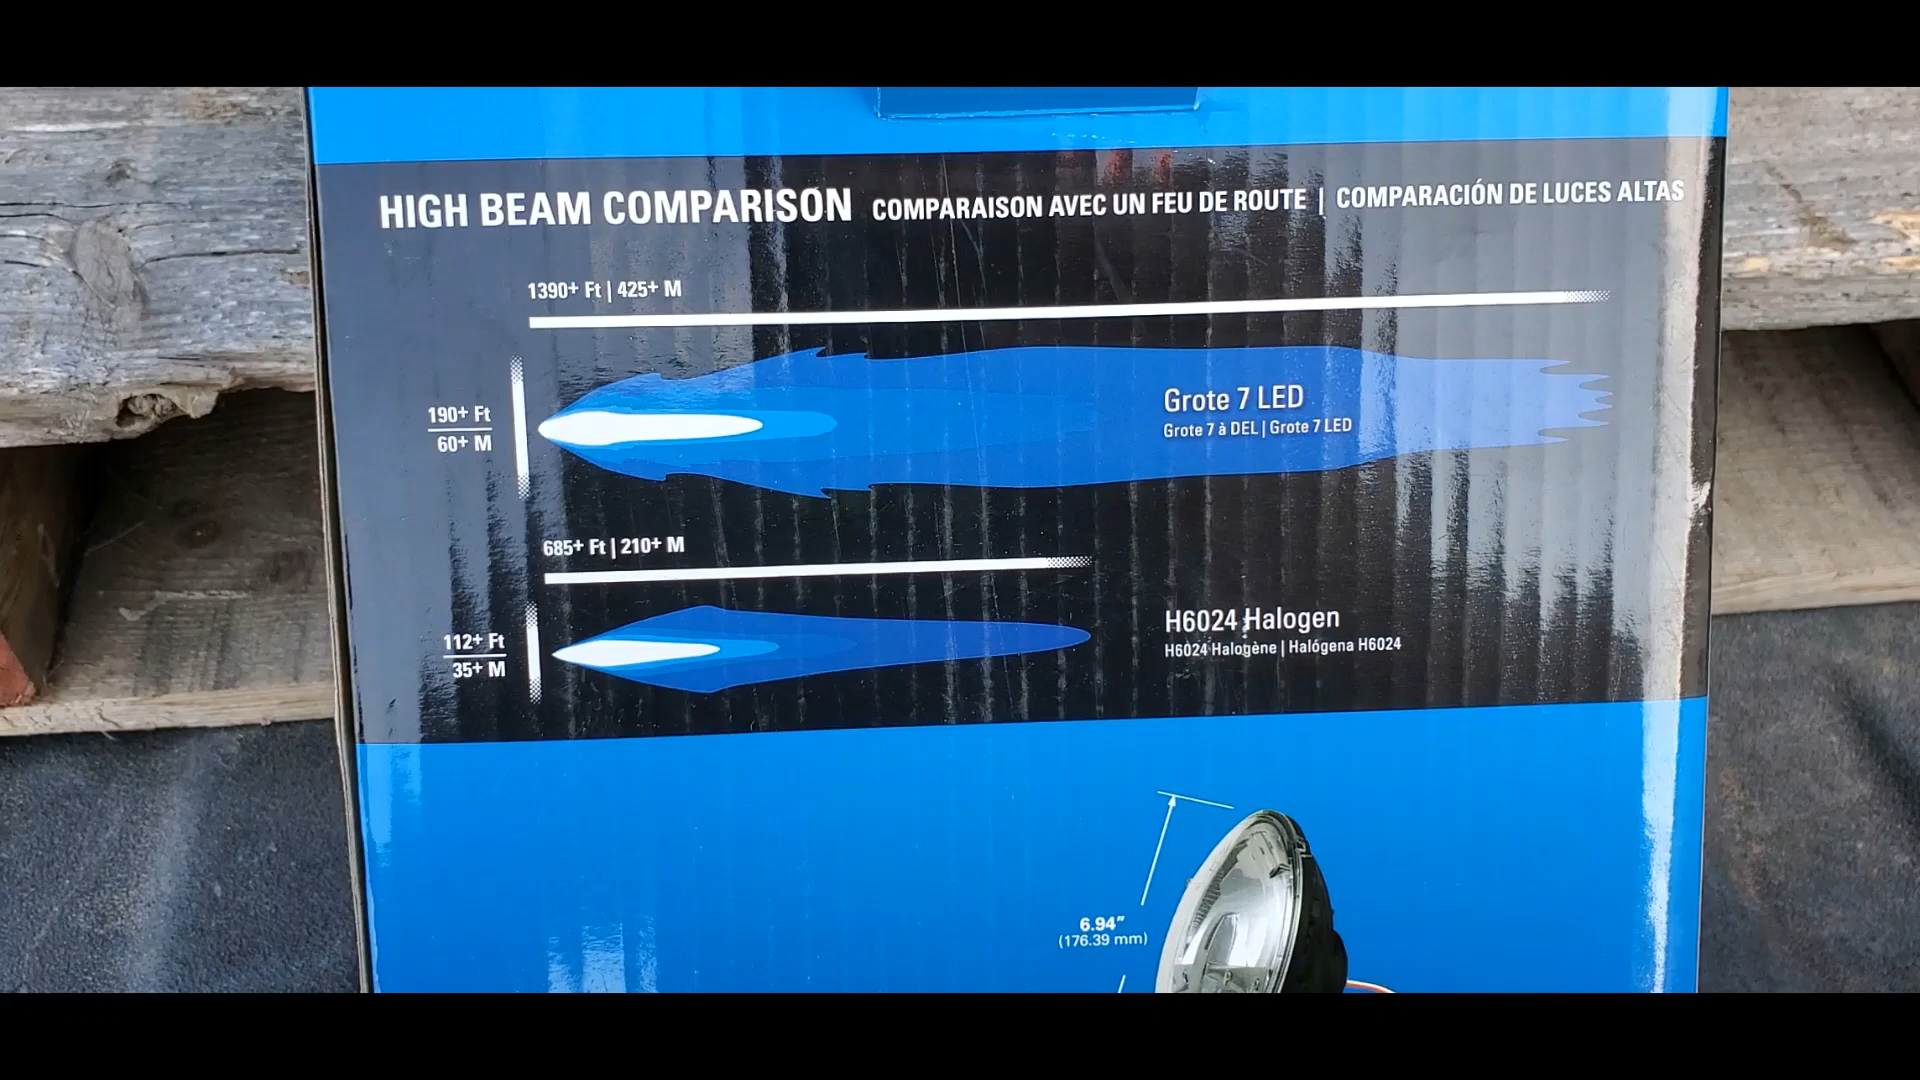 HIGH BEAM COMPARISON COMPARAISON AVEC UN FEU DE ROUTE | COMPARACIÓN DE LUCES ALTAS
1390+ Ft | 425+ M
190+ Ft
60+ M
Grote 7 LED
Grote 7 à DEL | Grote 7 LED
685+ Ft | 210+ M
112+ Ft
35+ M
H6024 Halogen
H6024 Halogène | Halógena H6024
6.94"
(176.39 mm)